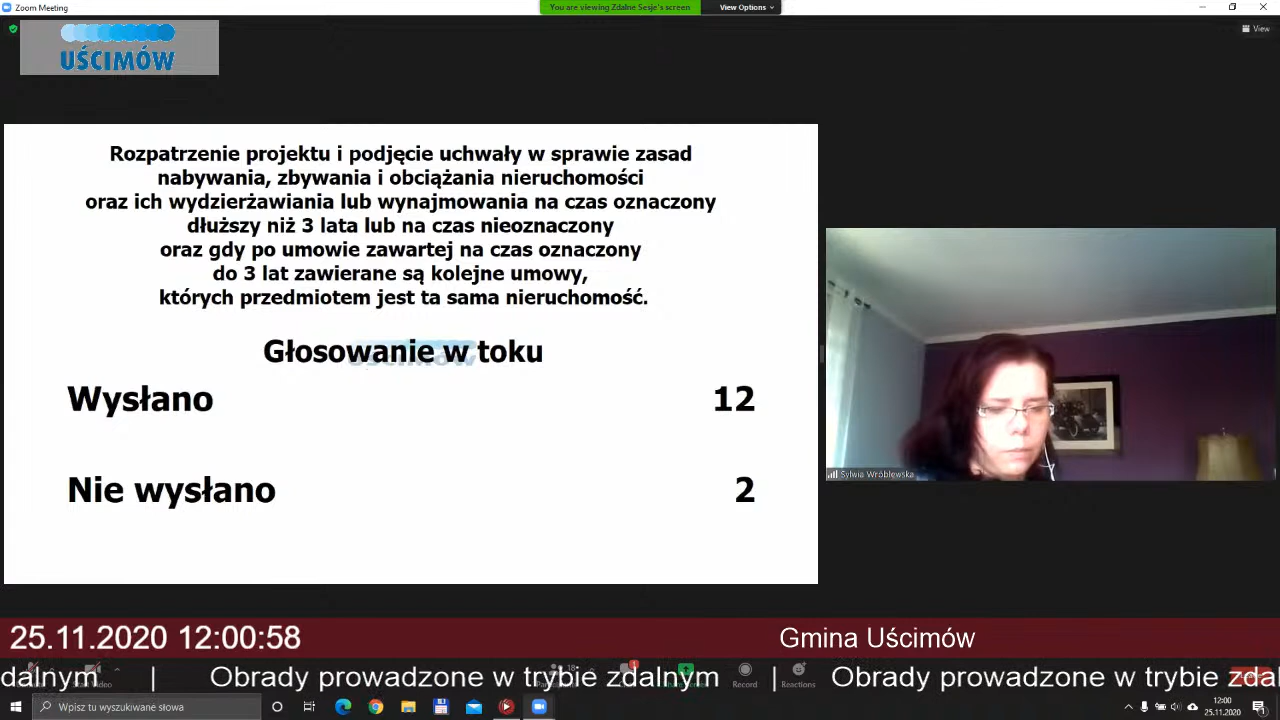 Zoom Meeting
You are viewing Zdalne Sesje's screen
View Options
View
UŚCIMÓW
Rozpatrzenie projektu i podjęcie uchwały w sprawie zasad
nabywania, zbywania i obciążania nieruchomości
oraz ich wydzierżawiania lub wynajmowania na czas oznaczony
dłuższy niż 3 lata lub na czas nieoznaczony
oraz gdy po umowie zawartej na czas oznaczony
do 3 lat zawierane są kolejne umowy,
których przedmiotem jest ta sama nieruchomość.
Głosowanie w toku
Wysłano 12
Nie wysłano 2
Sylwia Wróblewska
25.11.2020 12:00:58
Gmina Uścimów
zdalnym | Obrady prowadzone w trybie zdalnym | Obrady prowadzone w trybie zdal
Record
Reactions
Wpisz tu wyszukiwane słowa
12:00
25.11.2020